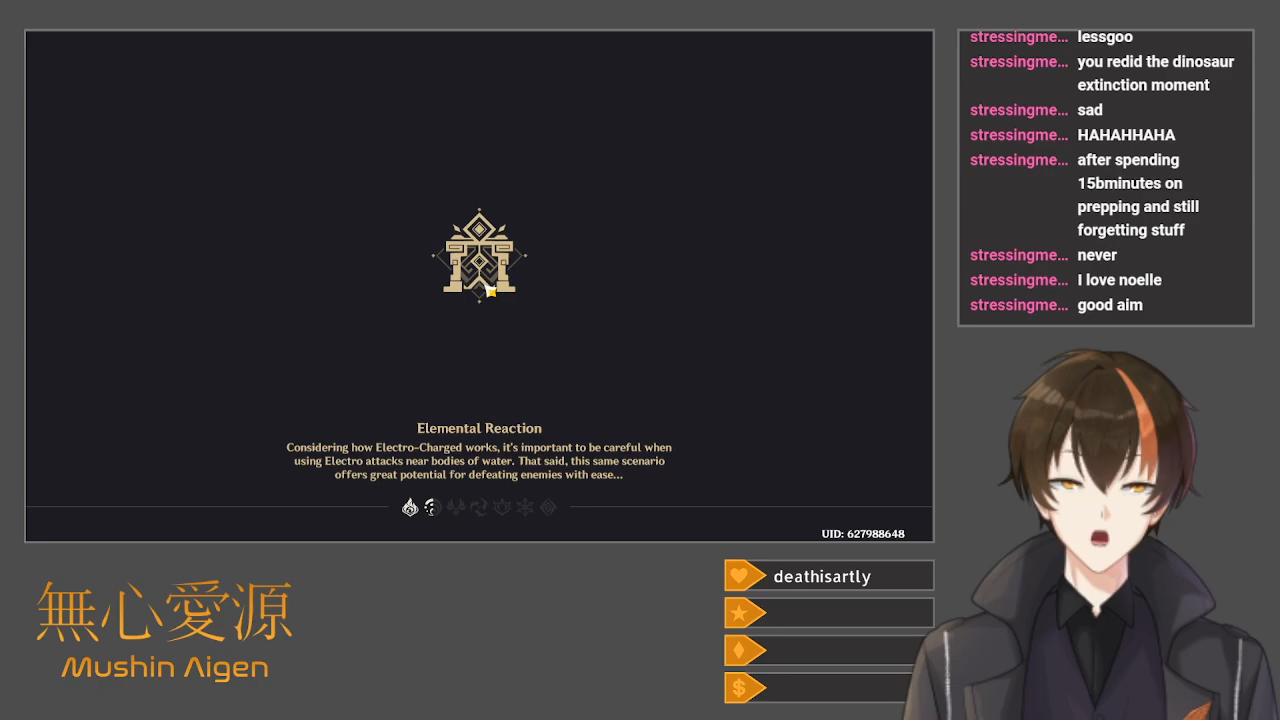 stressingme... lessgoo
stressingme... you redid the dinosaur
extinction moment
stressingme... sad
stressingme... HAHAHHAHA
stressingme... after spending
15bminutes on
prepping and still
forgetting stuff
stressingme... never
stressingme... I love noelle
stressingme... good aim
Elemental Reaction
Considering how Electro-Charged works, it's important to be careful when
using Electro attacks near bodies of water. That said, this same scenario
offers great potential for defeating enemies with ease...
UID: 627988648
deathisartly
無心愛源
Mushin Aigen
$